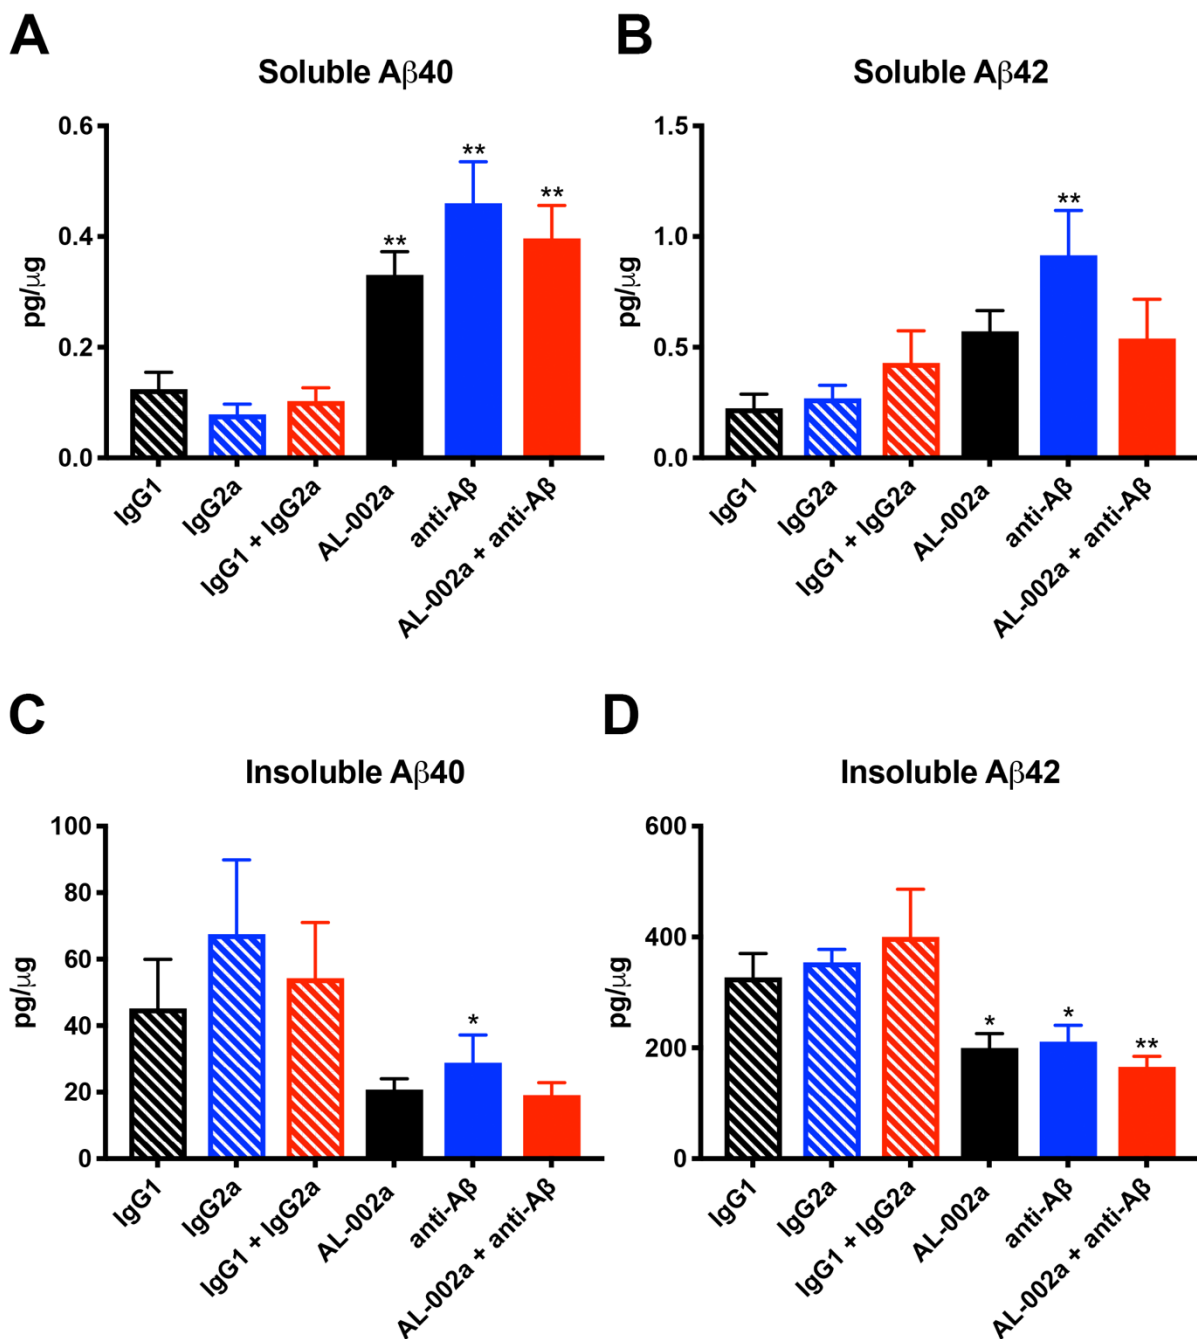 A
Soluble Aβ40
pg/μg
0.6
0.4
0.2
0.0
**
**
**
IgG1
IgG2a
IgG1 + IgG2a
AL-002a
anti-Aβ
AL-002a + anti-Aβ
B
Soluble Aβ42
pg/μg
1.5
1.0
0.5
0.0
**
IgG1
IgG2a
IgG1 + IgG2a
AL-002a
anti-Aβ
AL-002a + anti-Aβ
C
Insoluble Aβ40
pg/μg
100
80
60
40
20
0
*
IgG1
IgG2a
IgG1 + IgG2a
AL-002a
anti-Aβ
AL-002a + anti-Aβ
D
Insoluble Aβ42
pg/μg
600
400
200
0
*
*
**
IgG1
IgG2a
IgG1 + IgG2a
AL-002a
anti-Aβ
AL-002a + anti-Aβ